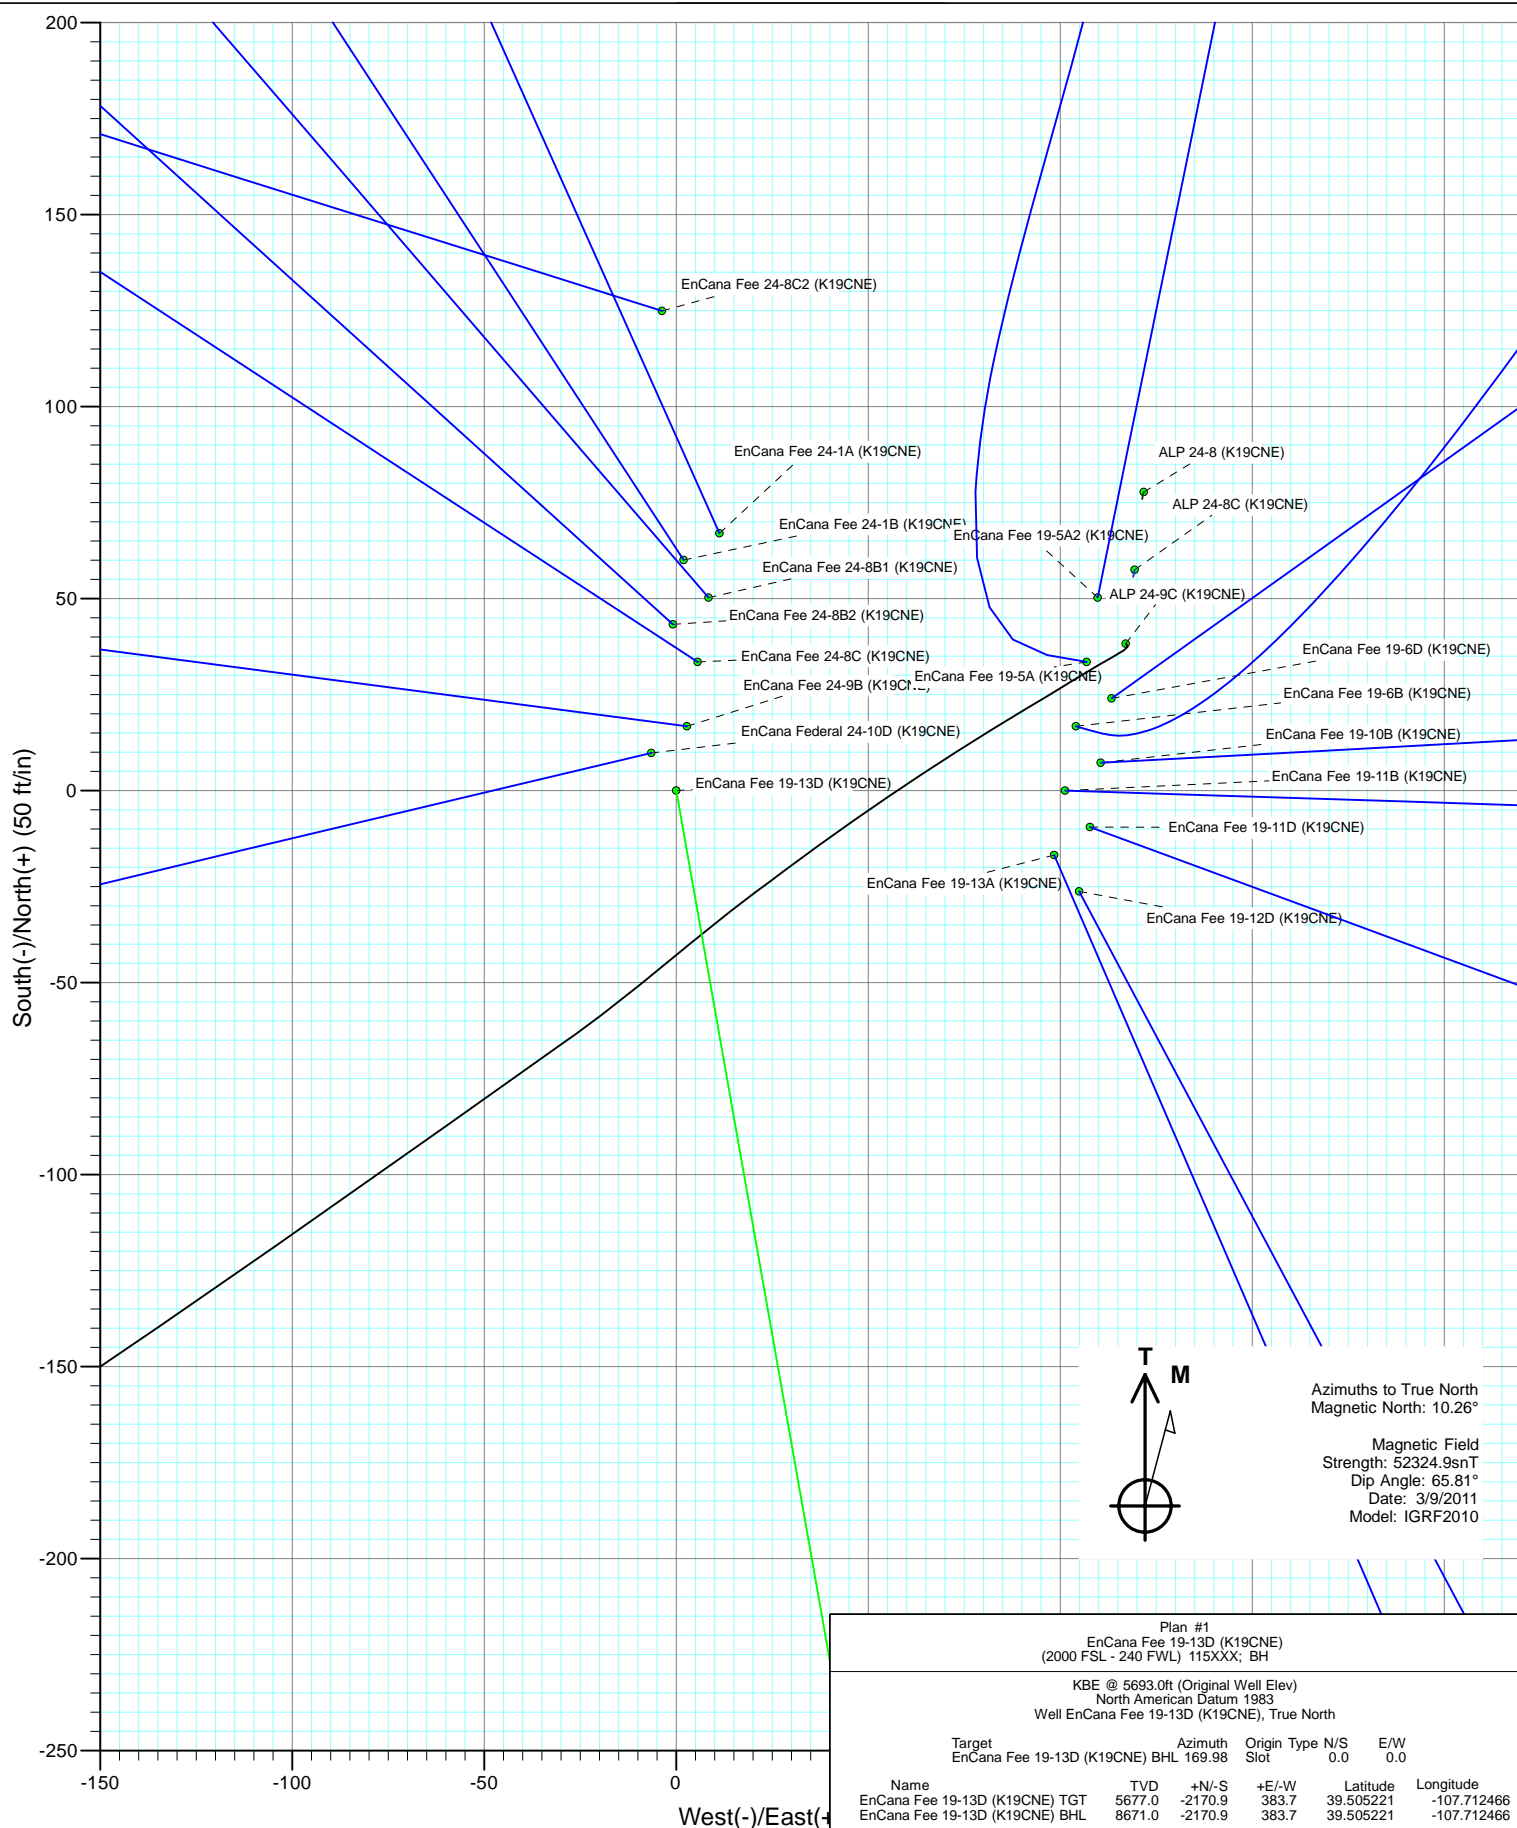 200
150
100
50
0
-50
-100
-150
-200
-250
South(-)/North(+) (50 ft/in)
-150
-100
-50
0
West(-)/East(+
EnCana Fee 24-8C2 (K19CNE)
EnCana Fee 24-1A (K19CNE)
EnCana Fee 24-1B (K19CNE)
EnCana Fee 24-8B1 (K19CNE)
EnCana Fee 24-8B2 (K19CNE)
EnCana Fee 24-8C (K19CNE)
EnCana Fee 24-9B (K19CNE)
EnCana Federal 24-10D (K19CNE)
EnCana Fee 19-13D (K19CNE)
ALP 24-8 (K19CNE)
ALP 24-8C (K19CNE)
EnCana Fee 19-5A2 (K19CNE)
ALP 24-9C (K19CNE)
EnCana Fee 19-5A (K19CNE)
EnCana Fee 19-6D (K19CNE)
EnCana Fee 19-6B (K19CNE)
EnCana Fee 19-10B (K19CNE)
EnCana Fee 19-11B (K19CNE)
EnCana Fee 19-11D (K19CNE)
EnCana Fee 19-13A (K19CNE)
EnCana Fee 19-12D (K19CNE)
T
M
Azimuths to True North
Magnetic North: 10.26°
Magnetic Field
Strength: 52324.9snT
Dip Angle: 65.81°
Date: 3/9/2011
Model: IGRF2010
Plan #1
EnCana Fee 19-13D (K19CNE)
(2000 FSL - 240 FWL) 115XXX; BH
KBE @ 5693.0ft (Original Well Elev)
North American Datum 1983
Well EnCana Fee 19-13D (K19CNE), True North
Target Azimuth Origin Type N/S E/W
EnCana Fee 19-13D (K19CNE) BHL 169.98 Slot 0.0 0.0
Name TVD +N/-S +E/-W Latitude Longitude
EnCana Fee 19-13D (K19CNE) TGT 5677.0 -2170.9 383.7 39.505221 -107.712466
EnCana Fee 19-13D (K19CNE) BHL 8671.0 -2170.9 383.7 39.505221 -107.712466